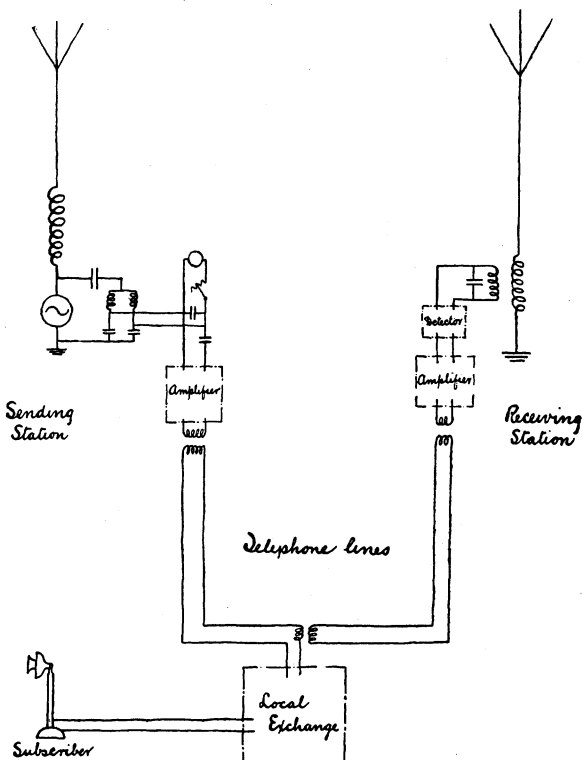 Detector
Amplifier
Amplifier
Sending
Station
Receiving
Station
Telephone lines
Local
Exchange
Subscriber